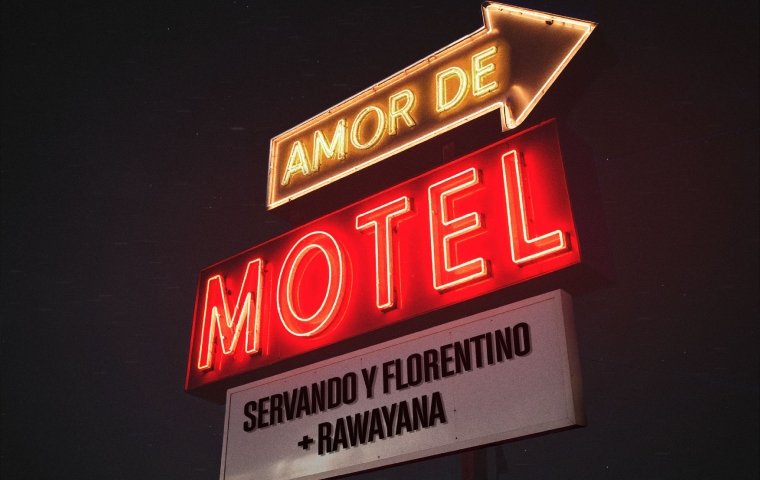 AMOR DE
MOTEL
SERVANDO Y FLORENTINO
+ RAWAYANA